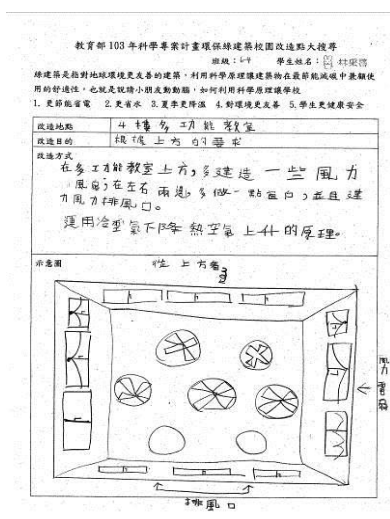 教育部 103 年科學專案計畫環保綠建築校園改造點大搜尋
班級：6-4 學生姓名：林
綠建築是指對地球環境更友善的建築，利用科學原理讓建築物在最節能減碳中兼顧使
用的舒適性，也就是說請小朋友動動腦，如何利用科學原理讓學校
1. 更節能省電 2. 更省水 3. 夏季更降溫 4. 對環境更友善 5. 學生更健康安全
改造地點 4 樓多功能教室
改造目的 根據上方的要求
改造方式
在多功能教室上方，多建造一些風力
風扇；在左右兩邊，多做一點窗口，並且建
力風力排風口。
運用冷空氣下降熱空氣上升的原理。
示意圖 從上方看
風力電扇
排風口